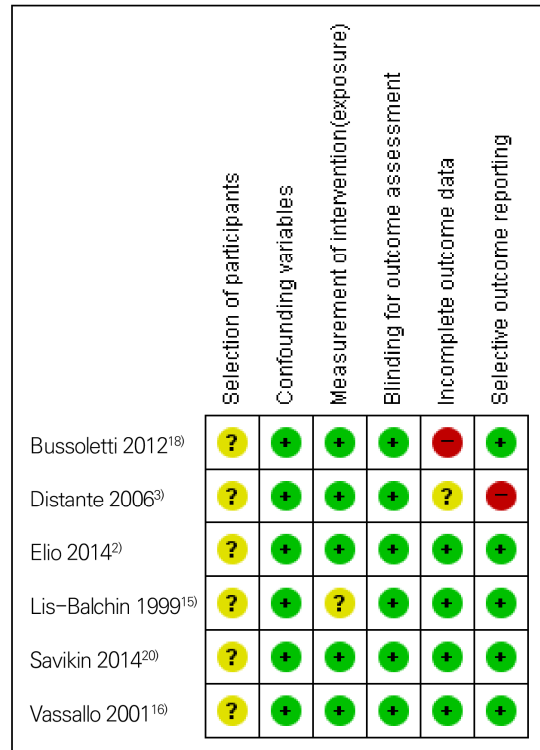 Selection of participants
Confounding variables
Measurement of intervention(exposure)
Blinding for outcome assessment
Incomplete outcome data
Selective outcome reporting
Bussoletti 2012¹⁸⁾ ? + + + − +
Distante 2006³⁾ ? + + + ? −
Elio 2014²⁾ ? + + + + +
Lis-Balchin 1999¹⁵⁾ ? + ? + + +
Savikin 2014²⁰⁾ ? + + + + +
Vassallo 2001¹⁶⁾ ? + + + + +